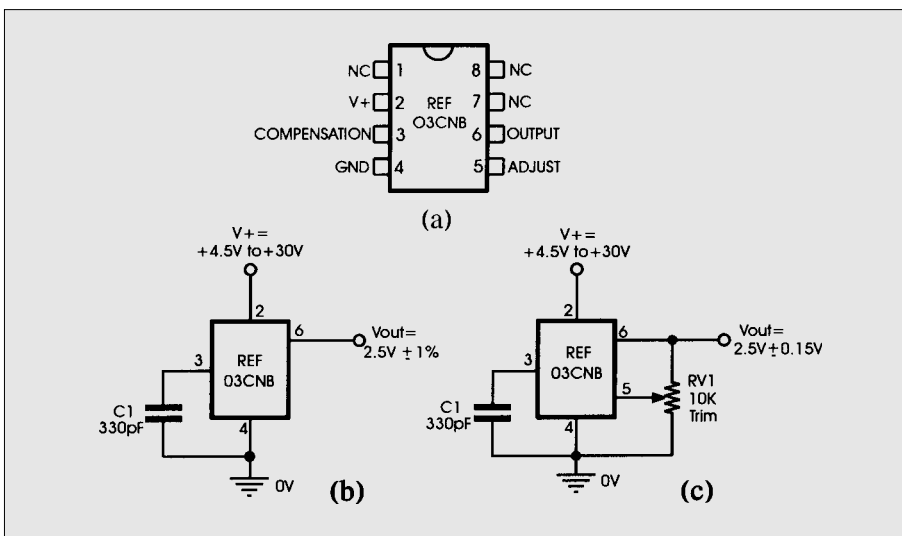 NC 1 8 NC
V+ 2 REF 7 NC
COMPENSATION 3 03CNB 6 OUTPUT
GND 4 5 ADJUST
(a)
V+=
+4.5V to+30V
2
6
Vout=
2.5V ± 1%
3
REF
03CNB
C1
330pF
4
0V
(b)
V+=
+4.5V to+30V
2
6
Vout=
2.5V±0.15V
3
REF
03CNB
5
RV1
10K
Trim
C1
330pF
4
0V
(c)